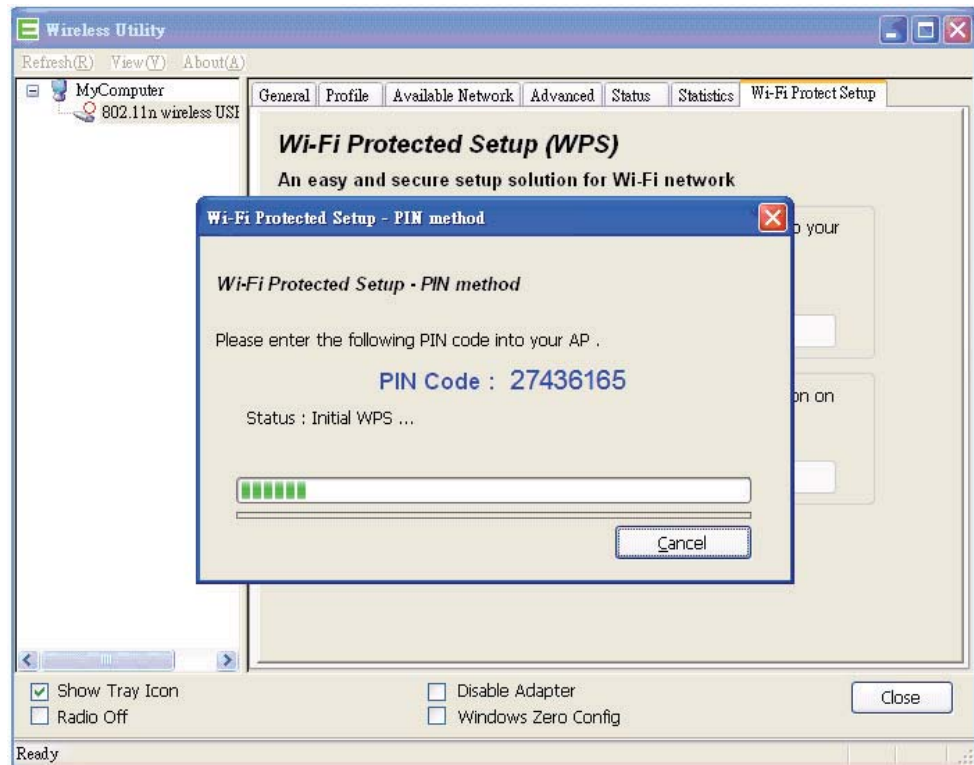 Wireless Utility
Refresh(R) View(V) About(A)
MyComputer
802.11n wireless USB
General Profile Available Network Advanced Status Statistics Wi-Fi Protect Setup
Wi-Fi Protected Setup (WPS)
An easy and secure setup solution for Wi-Fi network
your
Wi-Fi Protected Setup - PIN method
Wi-Fi Protected Setup - PIN method
Please enter the following PIN code into your AP .
PIN Code : 27436165
on on
Status : Initial WPS ...
Cancel
Show Tray Icon
Disable Adapter
Close
Radio Off
Windows Zero Config
Ready